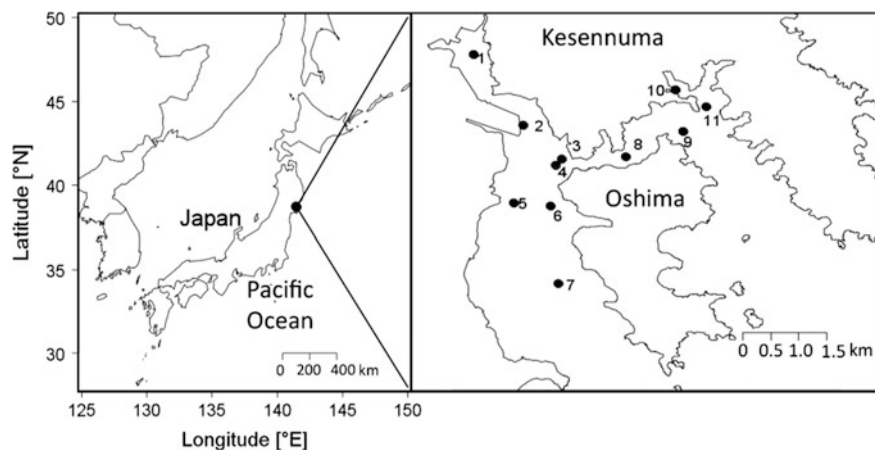 50
45
40
35
30
Latitude [°N]
Japan
Pacific
Ocean
0 200 400 km
125 130 135 140 145 150
Longitude [°E]
Kesennuma
1
10
11
2
3
8
9
4
Oshima
5
6
7
0 0.5 1.0 1.5 km